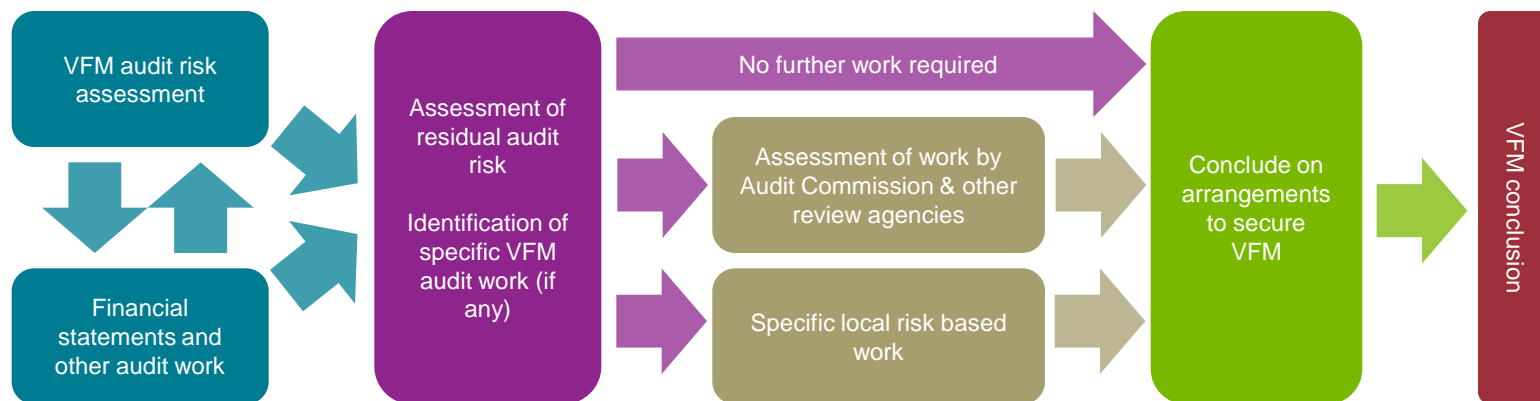 VFM audit risk
assessment
Financial
statements and
other audit work
Assessment of
residual audit
risk
Identification of
specific VFM
audit work (if
any)
No further work required
Assessment of work by
Audit Commission & other
review agencies
Specific local risk based
work
Conclude on
arrangements
to secure
VFM
VFM conclusion